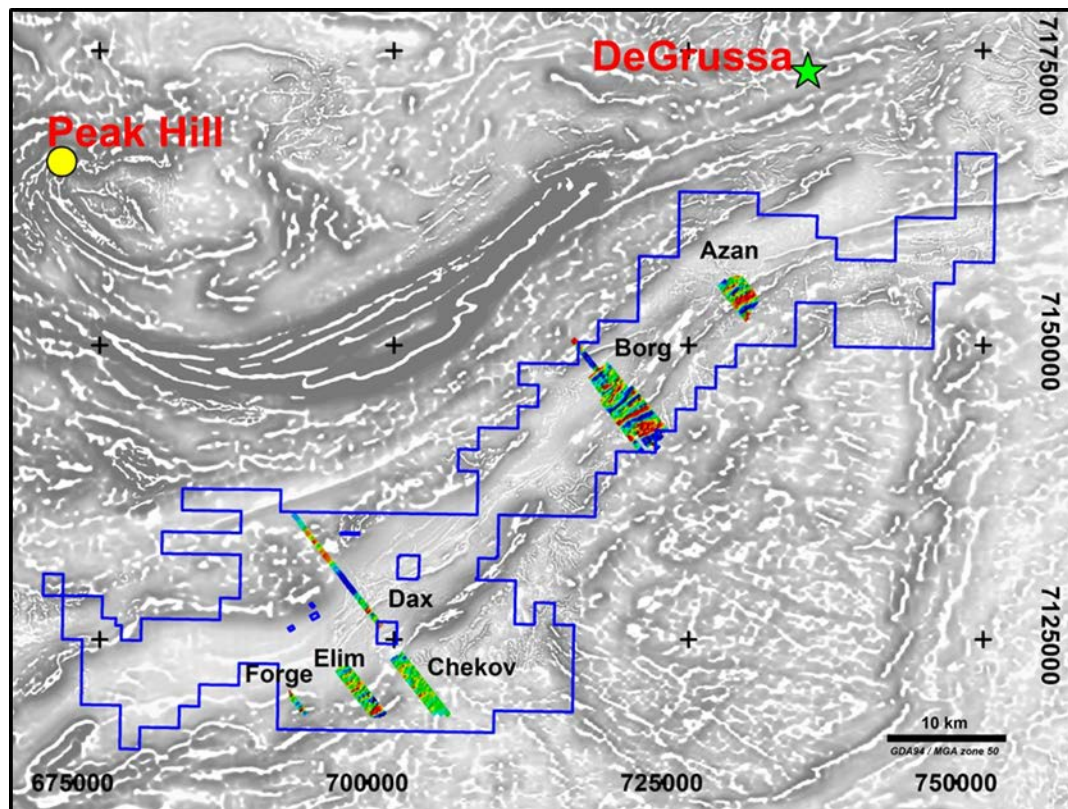 DeGrussa
7175000
Peak Hill
Azan
7150000
Borg
Dax
7125000
Elim
Forge
Chekov
10 km
GDA94 / MGA zone 50
675000
700000
725000
750000